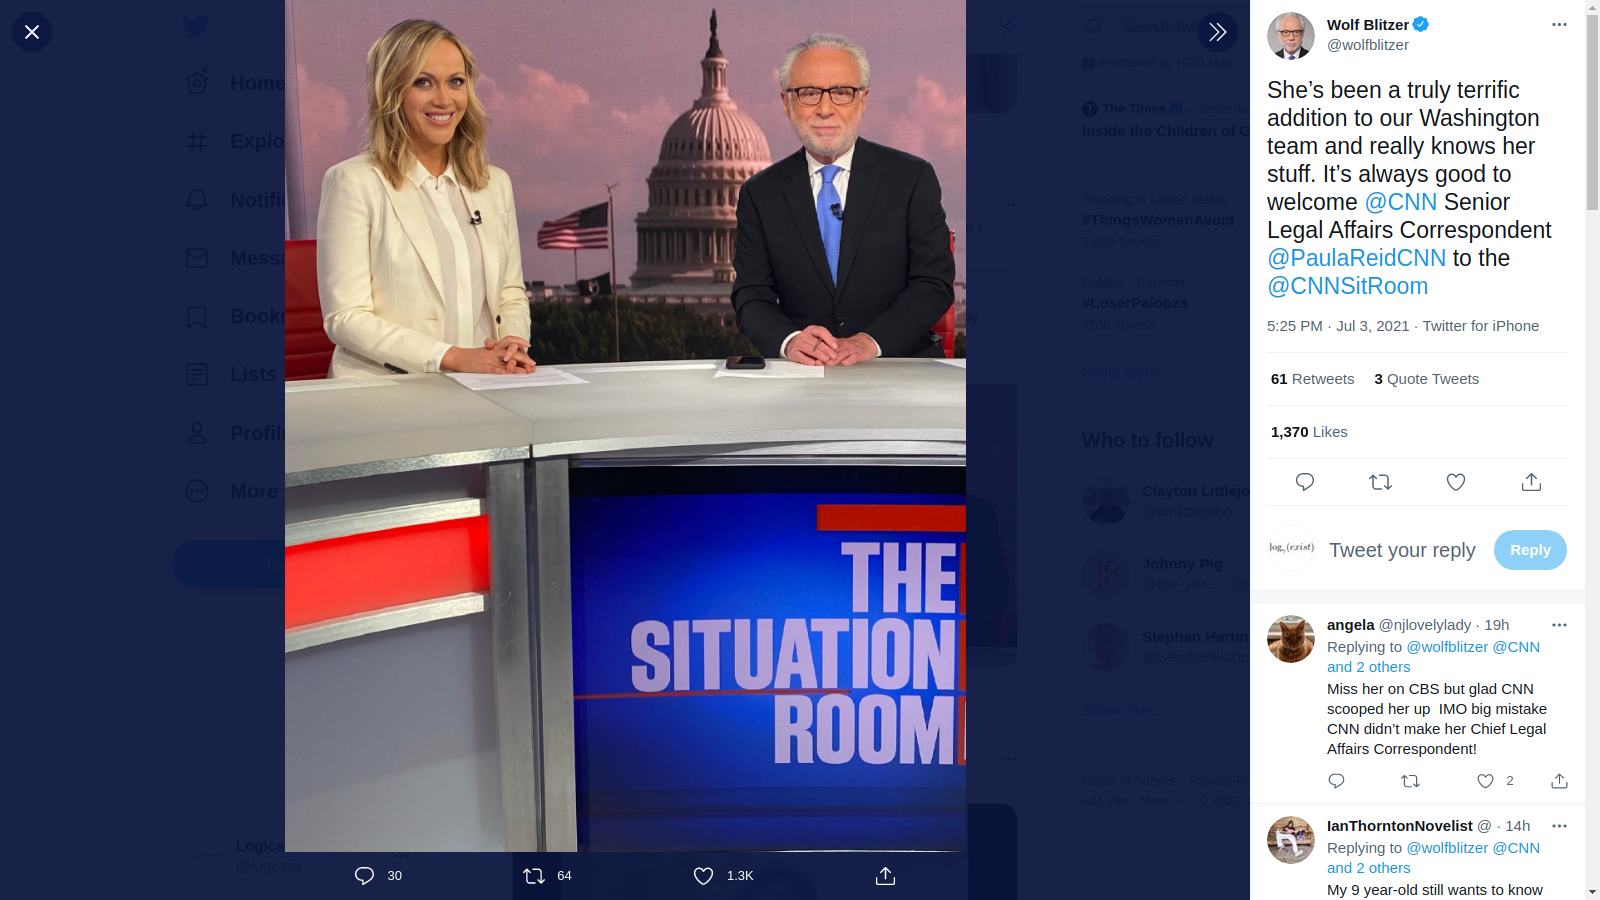 Home
Explo
Notifi
Messa
Book
Lists
Profil
More
Tw
Logica
@logexist
THE
SITUATION
ROOM
30
64
1.3K
Search Twi
Promoted by HBO Max
The Times · Yesterda
Inside the Children of G
Trending in United States
#ThingsWomenAvoid
2,690 Tweets
Politics · Trending
#LoserPalooza
110K Tweets
Show more
Who to follow
Clayton Littlejo
@cmlittlejohn
Johnny Pig
@the_joh...
Stephan Hartm
@StephanHartn
Show more
Terms of Service Privacy Po
Ads info More ··· © 2021 T
Wolf Blitzer
@wolfblitzer
She’s been a truly terrific
addition to our Washington
team and really knows her
stuff. It’s always good to
welcome @CNN Senior
Legal Affairs Correspondent
@PaulaReidCNN to the
@CNNSitRoom
5:25 PM · Jul 3, 2021 · Twitter for iPhone
61 Retweets 3 Quote Tweets
1,370 Likes
log₁(exist)
Tweet your reply
Reply
angela @njlovelylady · 19h
Replying to @wolfblitzer @CNN
and 2 others
Miss her on CBS but glad CNN
scooped her up IMO big mistake
CNN didn’t make her Chief Legal
Affairs Correspondent!
2
IanThorntonNovelist @ · 14h
Replying to @wolfblitzer @CNN
and 2 others
My 9 year-old still wants to know